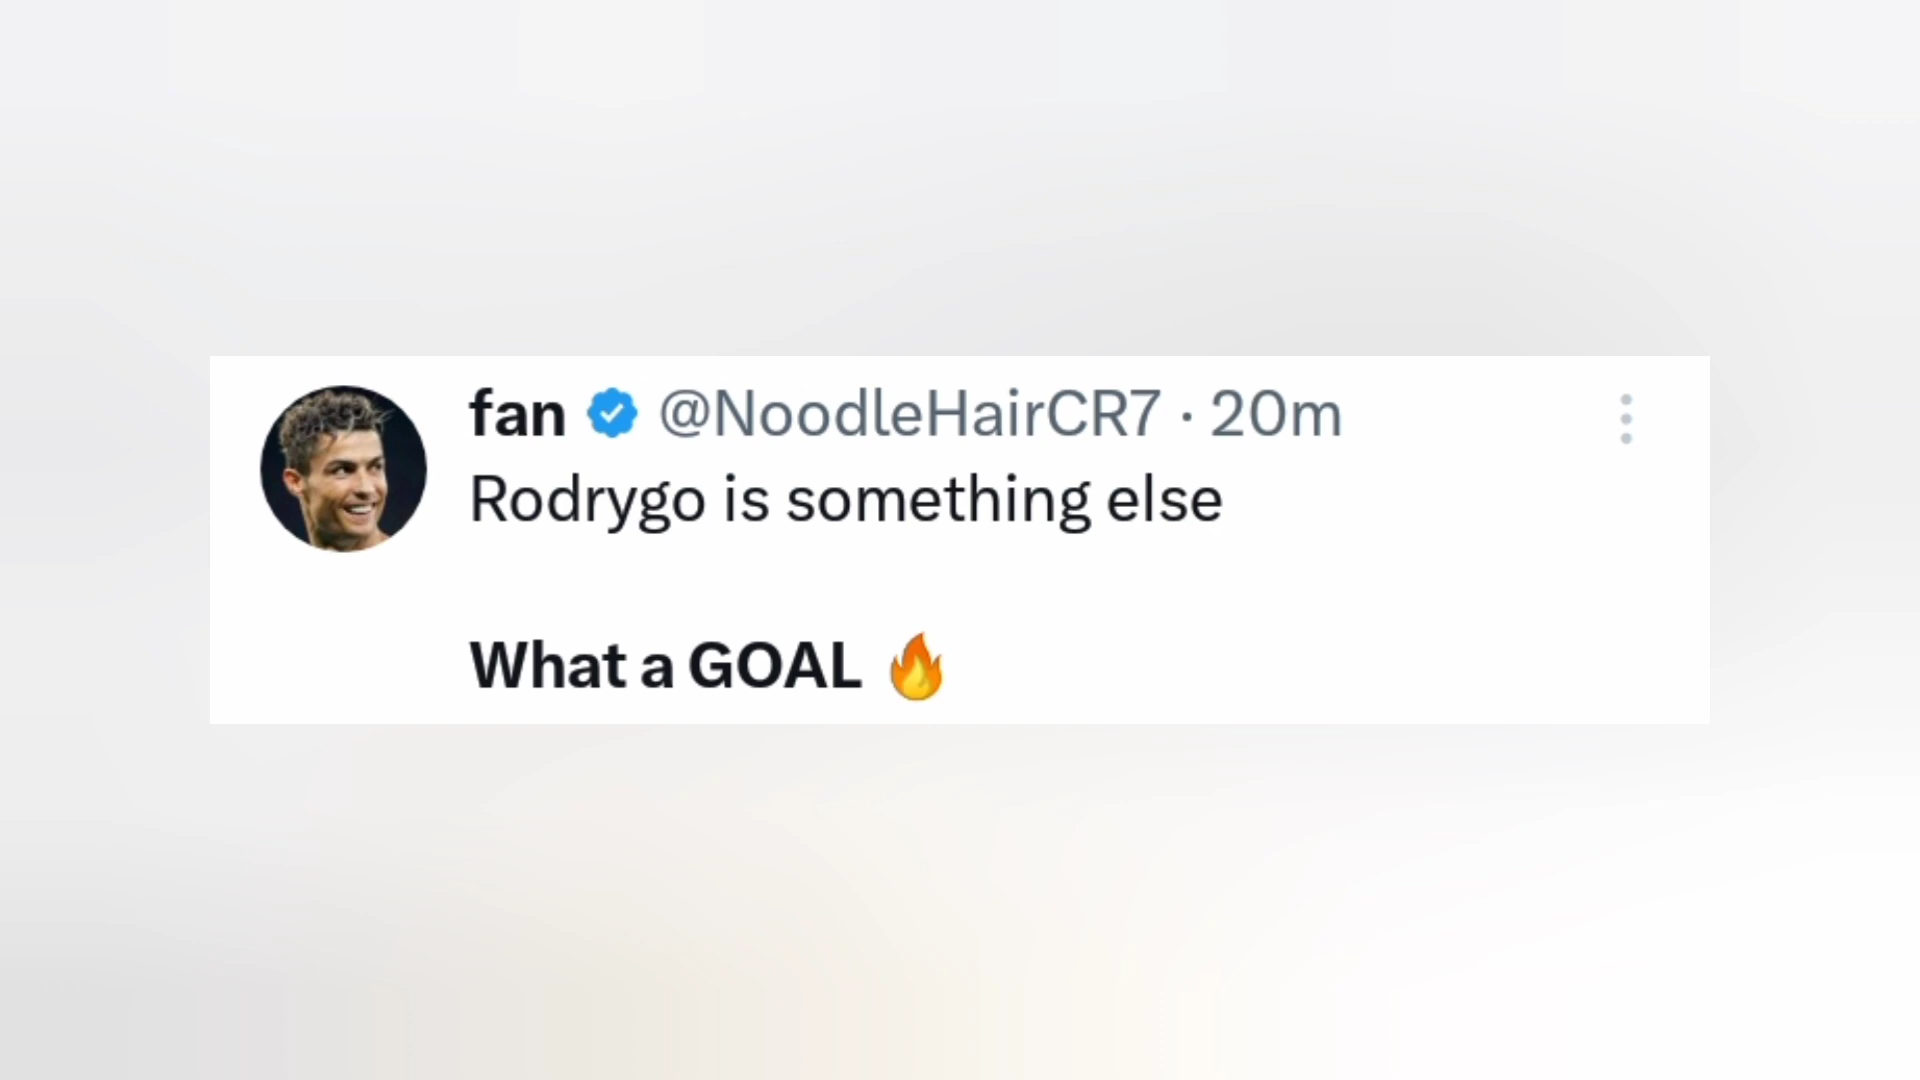 fan @NoodleHairCR7 · 20m
Rodrygo is something else
What a GOAL 🔥